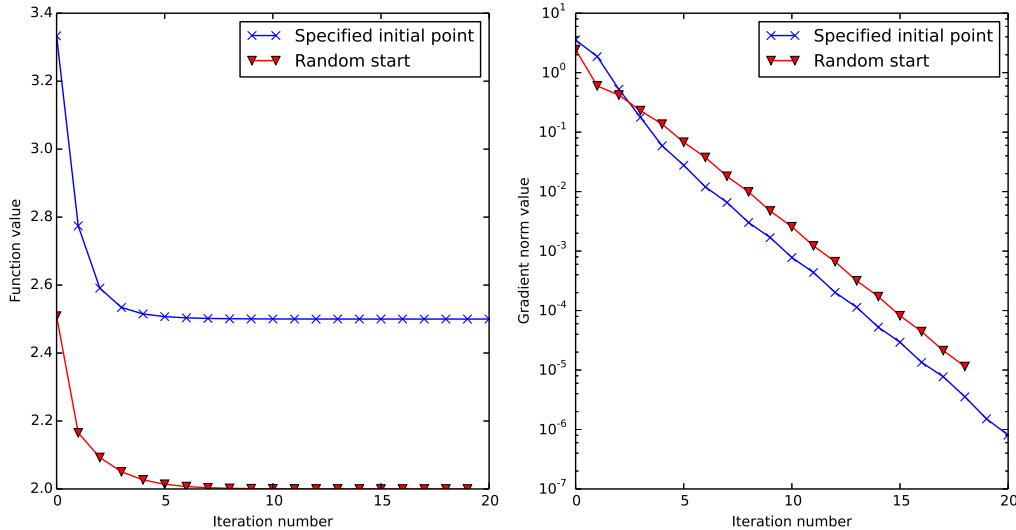 3.4
3.2
3.0
2.8
2.6
2.4
2.2
2.0
Function value
0 5 10 15 20
Iteration number
Specified initial point
Random start
10^1
10^0
10^-1
10^-2
10^-3
10^-4
10^-5
10^-6
10^-7
Gradient norm value
0 5 10 15 20
Iteration number
Specified initial point
Random start